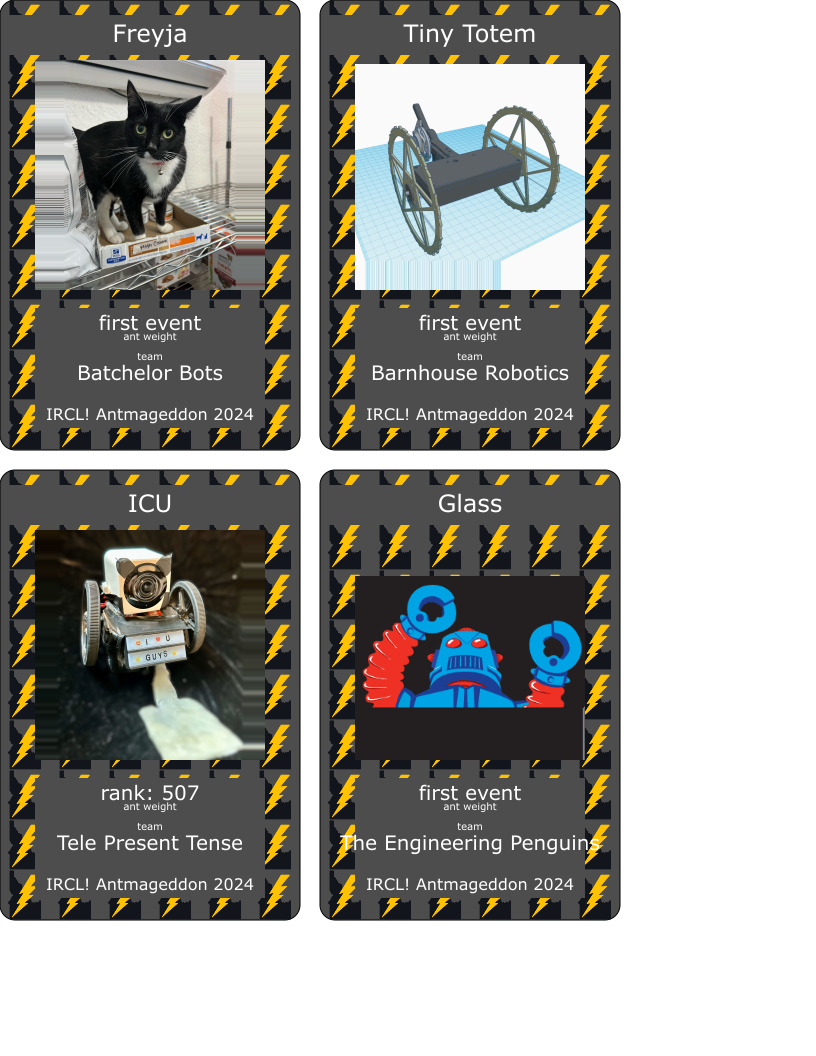 Freyja
first event
ant weight
team
Batchelor Bots
IRCL! Antmageddon 2024
Tiny Totem
first event
ant weight
team
Barnhouse Robotics
IRCL! Antmageddon 2024
ICU
I U
GUYS
rank: 507
ant weight
team
Tele Present Tense
IRCL! Antmageddon 2024
Glass
first event
ant weight
team
The Engineering Penguins
IRCL! Antmageddon 2024